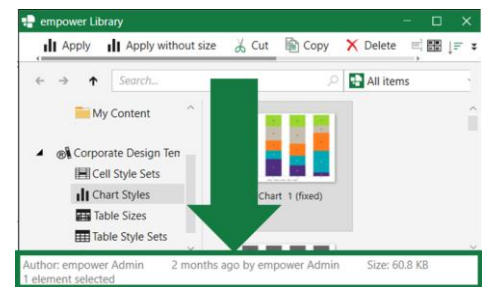 empower Library
Apply Apply without size Cut Copy Delete
Search... All items
My Content
Corporate Design Ten
Cell Style Sets
Chart Styles
Table Sizes
Table Style Sets
Chart 1 (fixed)
Author: empower Admin 2 months ago by empower Admin Size: 60.8 KB
1 element selected